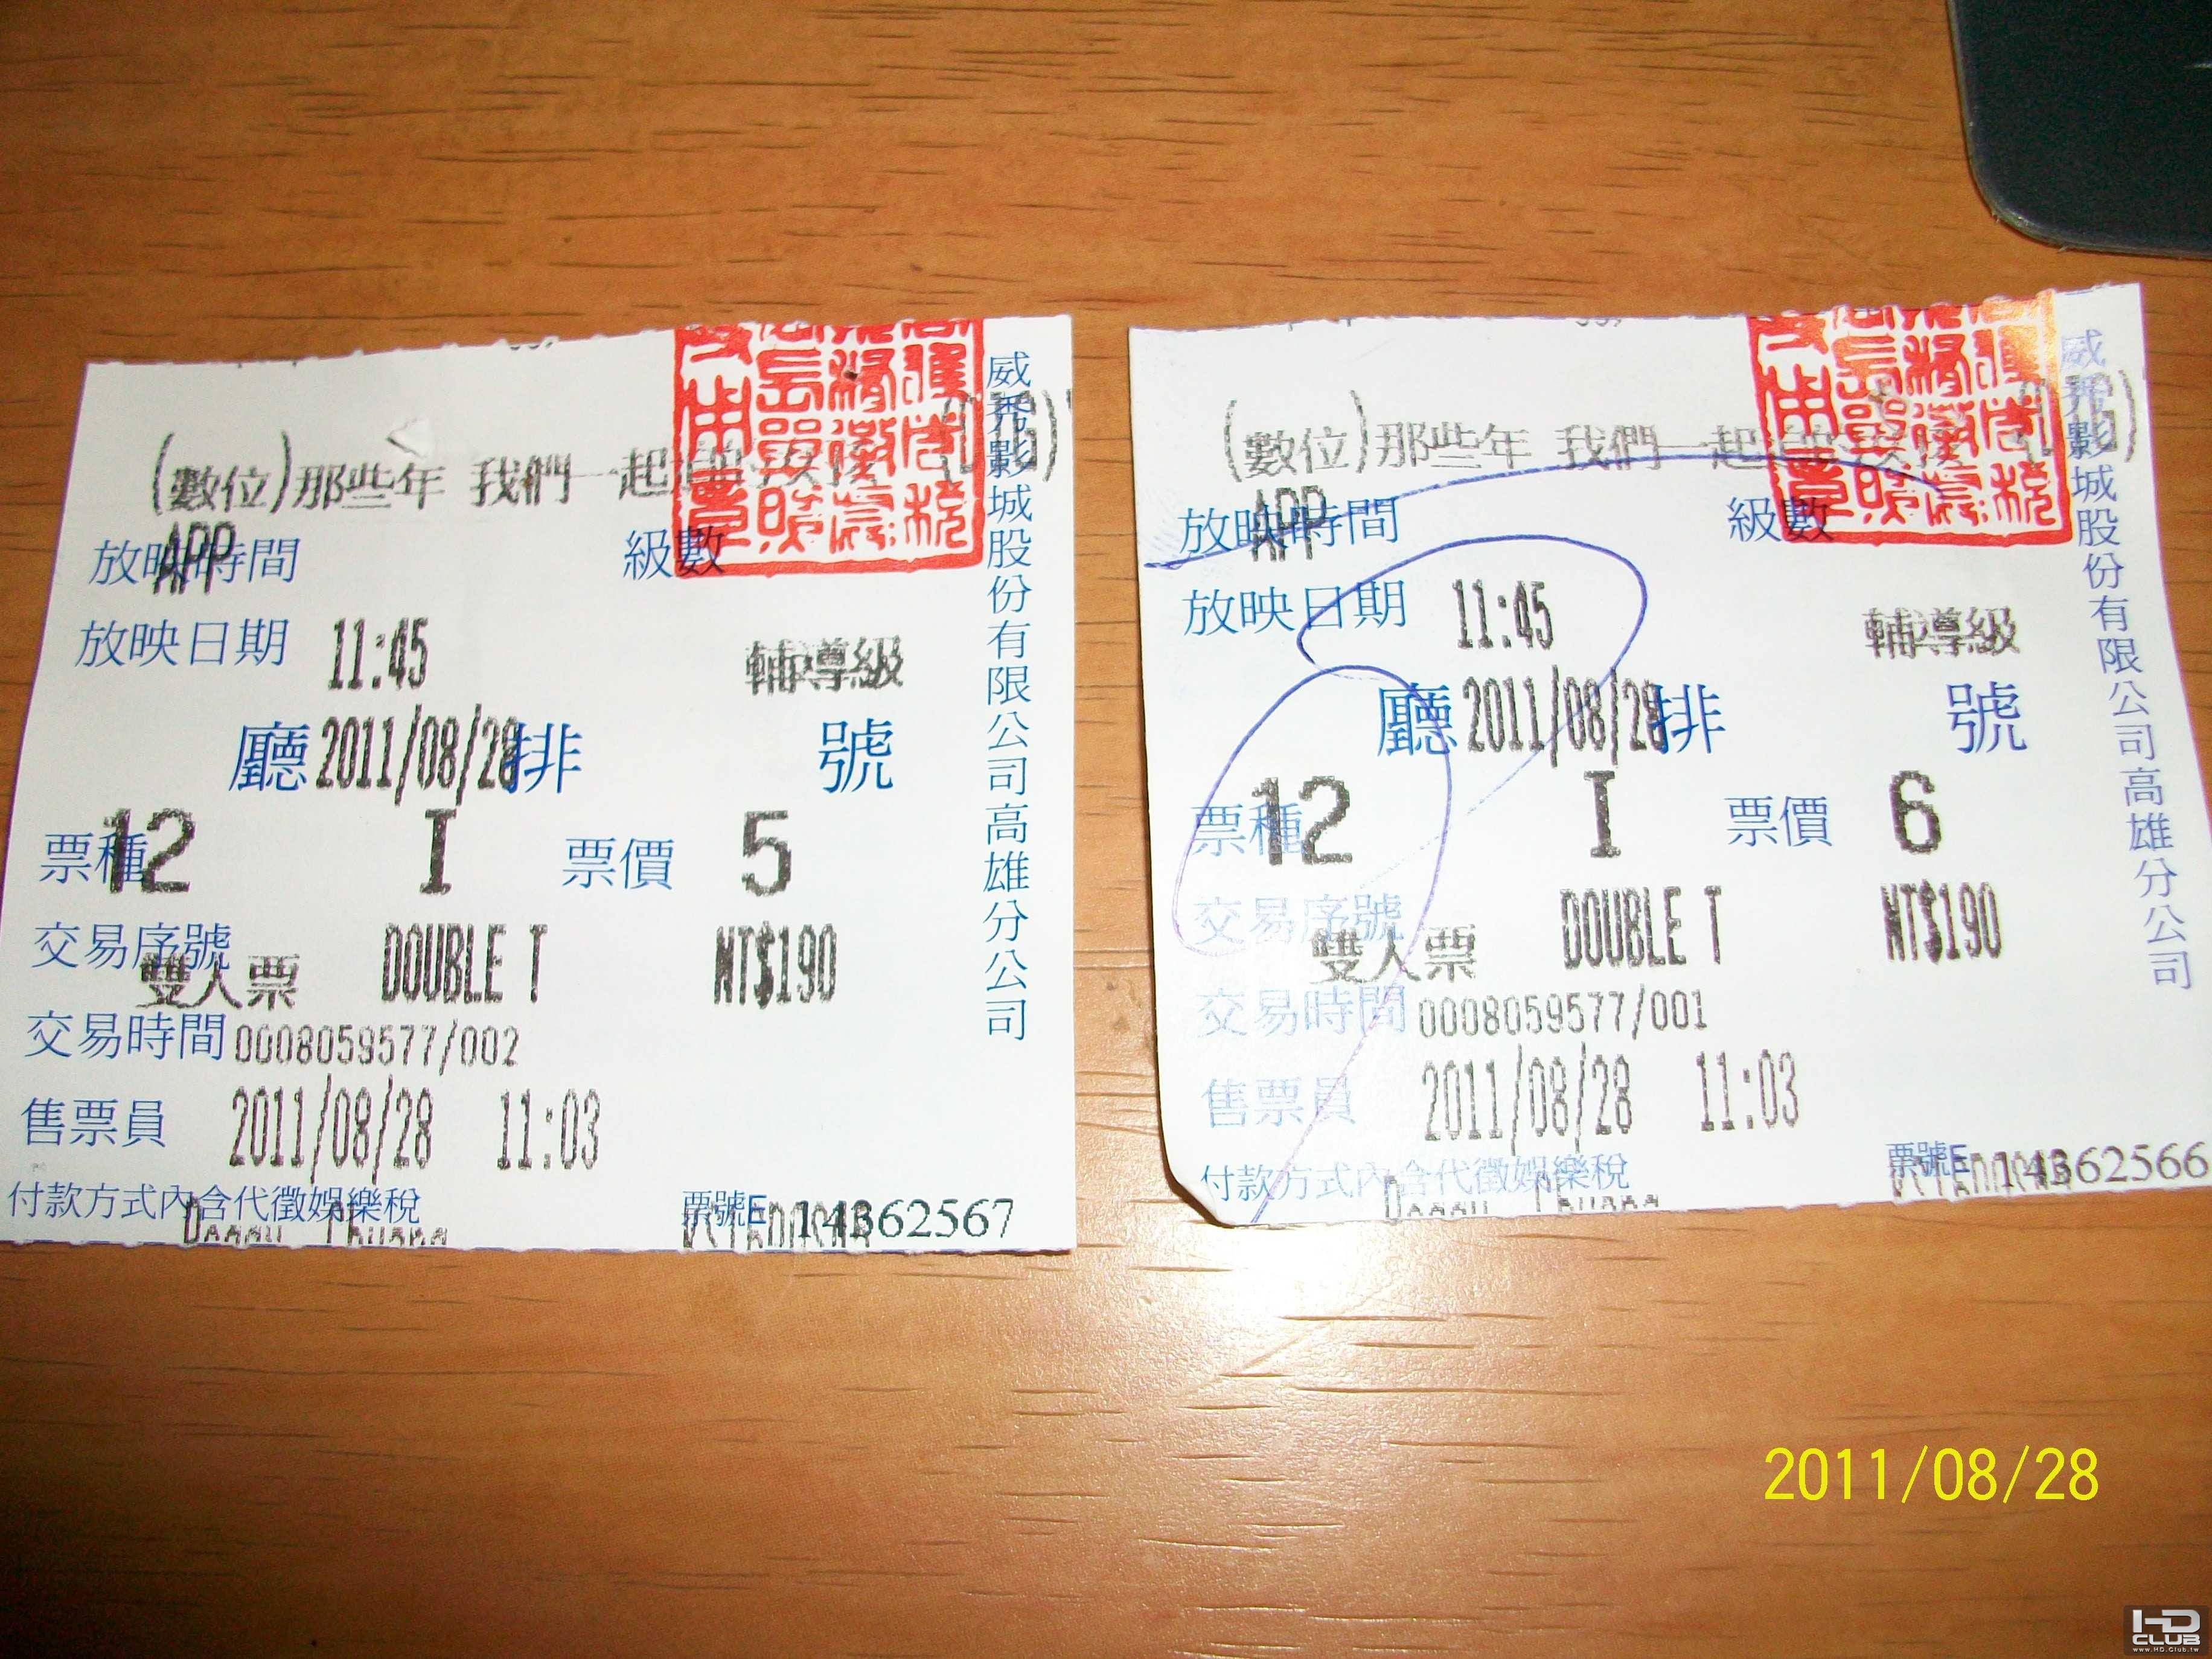 (數位)那些年 我們一起
APP
放映時間
級數
放映日期
11:45
輔導級
廳 2011/08/28 排 號
票種 12 I 票價 5
交易序號
雙人票 DOUBLE T NT$190
交易時間 0008059577/002
售票員 2011/08/28 11:03
付款方式內含代徵娛樂稅
票號E 14362567
威秀影城股份有限公司高雄分公司
(數位)那些年 我們一起
APP
放映時間
級數
放映日期
11:45
輔導級
廳 2011/08/28 排 號
票種 12 I 票價 6
交易序號
雙人票 DOUBLE T NT$190
交易時間 0008059577/001
售票員 2011/08/28 11:03
付款方式內含代徵娛樂稅
票號E 14362566
威秀影城股份有限公司高雄分公司
2011/08/28
HD
CLUB
www.HD.Club.tw